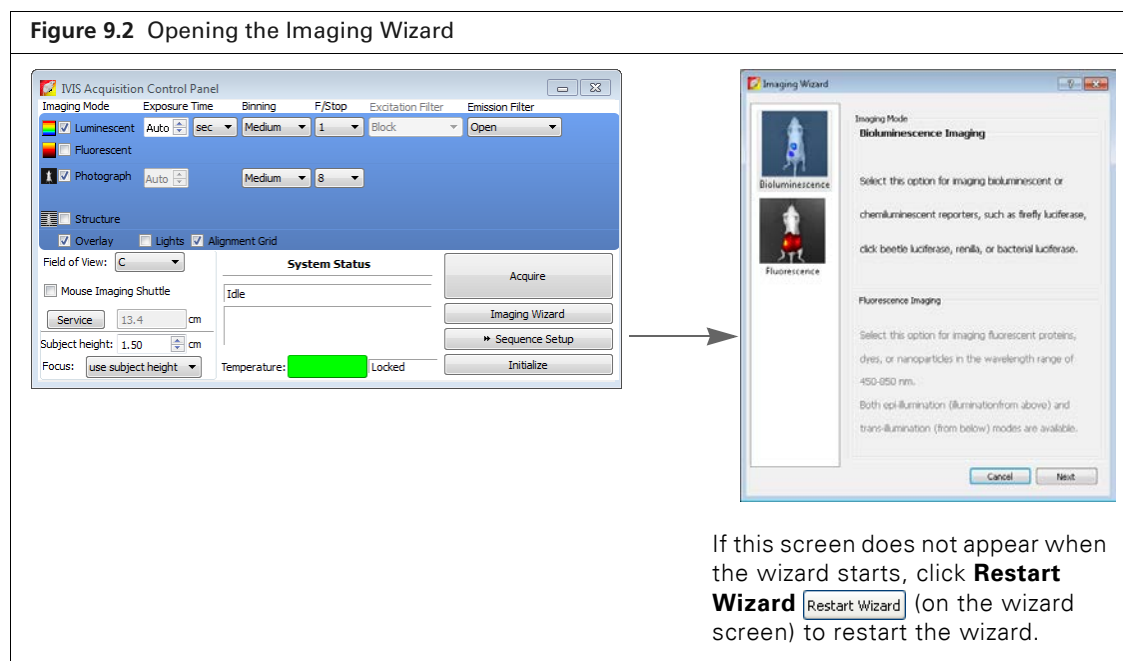 Figure 9.2 Opening the Imaging Wizard
IVIS Acquisition Control Panel
Imaging Mode Exposure Time Binning F/Stop Excitation Filter Emission Filter
Luminescent Auto sec Medium 1 Block Open
Fluorescent
Photograph Auto Medium 8
Structure
Overlay Lights Alignment Grid
Field of View: C
Mouse Imaging Shuttle
Service 13.4 cm
Subject height: 1.50 cm
Focus: use subject height
System Status
Idle
Temperature: Locked
Acquire
Imaging Wizard
Sequence Setup
Initialize
Imaging Wizard
Bioluminescence
Fluorescence
Imaging Mode
Bioluminescence Imaging
Select this option for imaging bioluminescent or
chemiluminescent reporters, such as firefly luciferase,
click beetle luciferase, renilla, or bacterial luciferase.
Fluorescence Imaging
Select this option for imaging fluorescent proteins,
dyes, or nanoparticles in the wavelength range of
450-850 nm.
Both epi-illumination (illuminationfrom above) and
trans-illumination (from below) modes are available.
Cancel Next
If this screen does not appear when
the wizard starts, click Restart
Wizard Restart Wizard (on the wizard
screen) to restart the wizard.